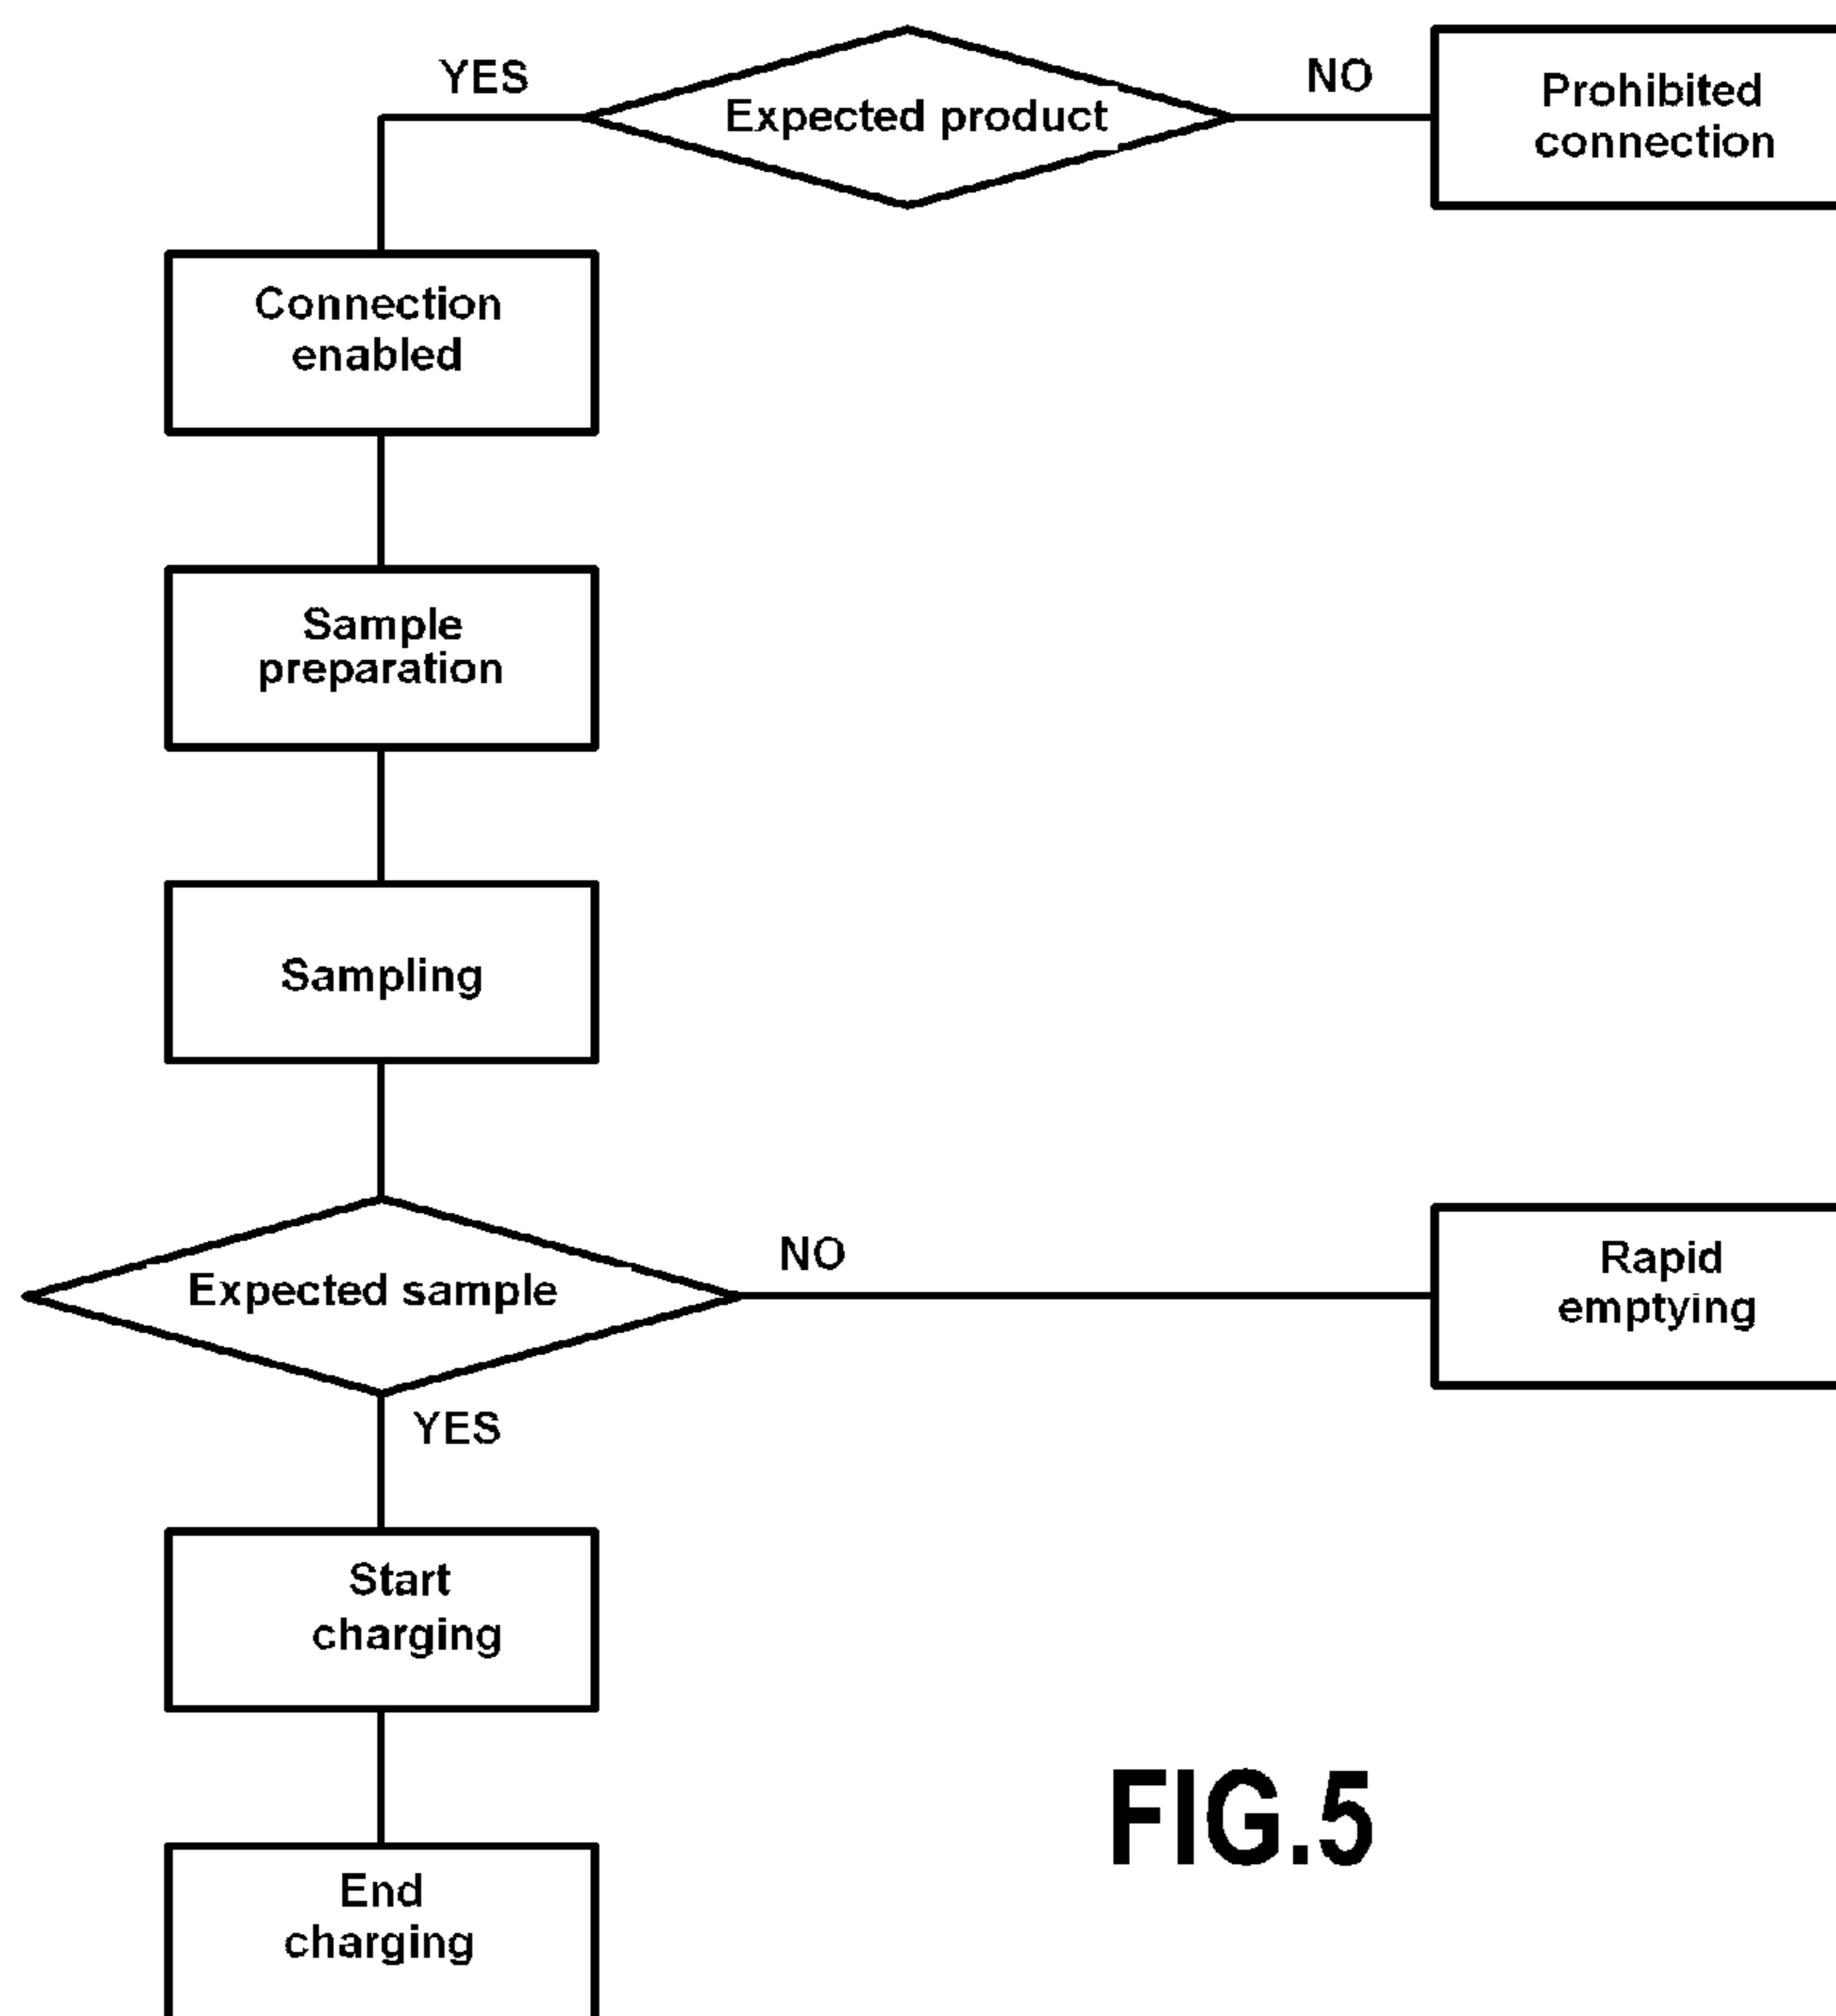 YES
Expected product
NO
Prohibited
connection
Connection
enabled
Sample
preparation
Sampling
Expected sample
NO
Rapid
emptying
YES
Start
charging
FIG.5
End
charging